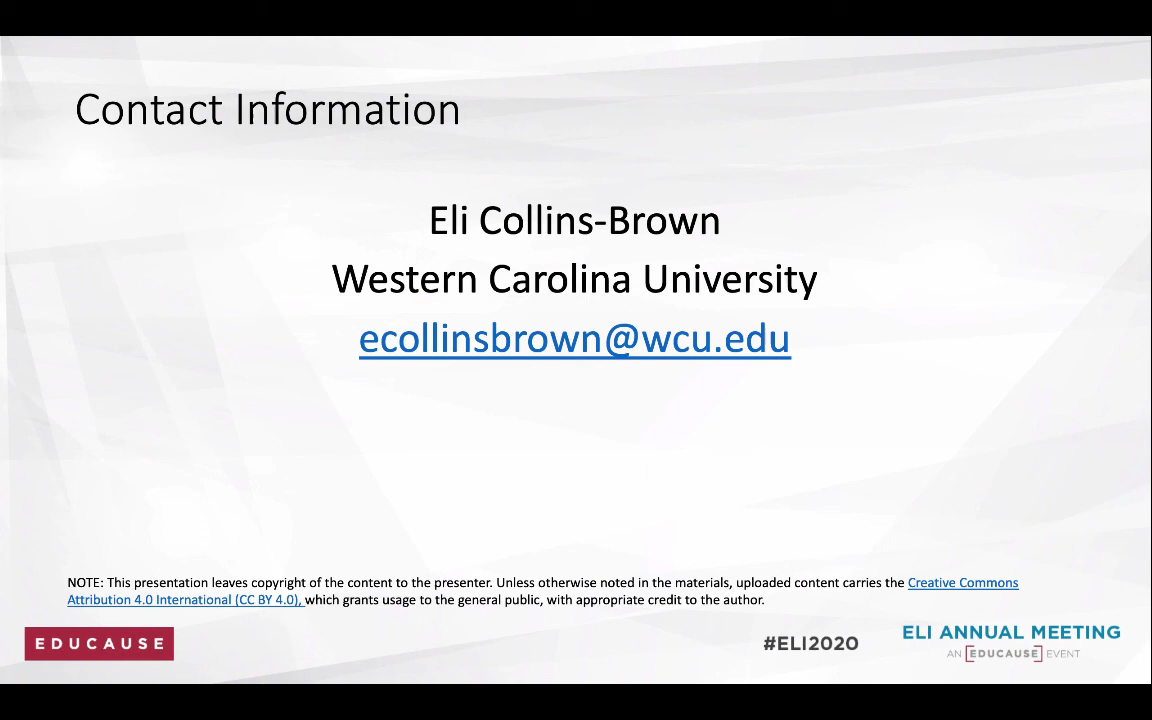 Contact Information
Eli Collins-Brown
Western Carolina University
ecollinsbrown@wcu.edu
NOTE: This presentation leaves copyright of the content to the presenter. Unless otherwise noted in the materials, uploaded content carries the Creative Commons
Attribution 4.0 International (CC BY 4.0), which grants usage to the general public, with appropriate credit to the author.
EDUCAUSE
#ELI2020
ELI ANNUAL MEETING
AN [EDUCAUSE] EVENT